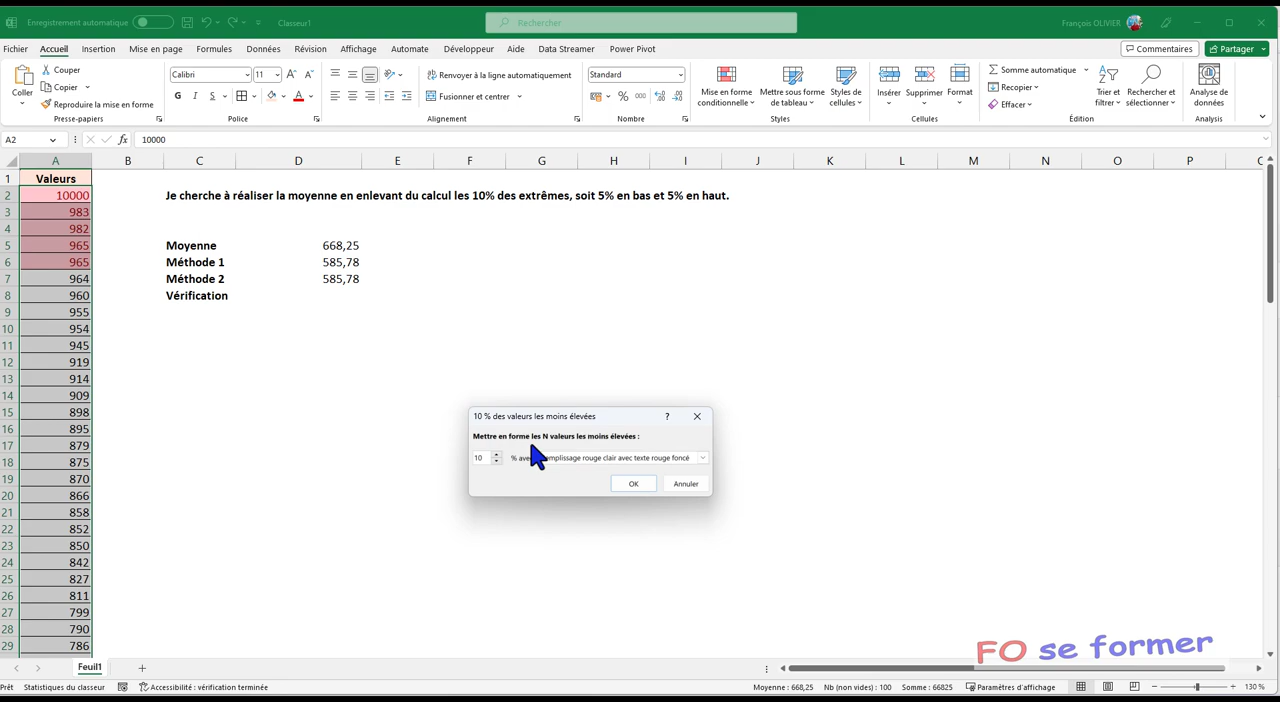 Enregistrement automatique
Classeur1
Rechercher
François OLIVIER
Fichier Accueil Insertion Mise en page Formules Données Révision Affichage Automate Développeur Aide Data Streamer Power Pivot
Commentaires
Partager
Coller
Couper
Copier
Reproduire la mise en forme
Presse-papiers
Calibri 11
G I S
Police
Renvoyer à la ligne automatiquement
Fusionner et centrer
Alignement
Standard
% 000
Nombre
Mise en forme conditionnelle
Mettre sous forme de tableau
Styles de cellules
Styles
Insérer Supprimer Format
Cellules
Somme automatique
Recopier
Effacer
Trier et filtrer
Rechercher et sélectionner
Édition
Analyse de données
Analysis
A2 fx 10000
A B C D E F G H I J K L M N O P
1 Valeurs
2 10000 Je cherche à réaliser la moyenne en enlevant du calcul les 10% des extrêmes, soit 5% en bas et 5% en haut.
3 983
4 982
5 965 Moyenne 668,25
6 965 Méthode 1 585,78
7 964 Méthode 2 585,78
8 960 Vérification
9 955
10 954
11 945
12 919
13 914
14 909
15 898
16 895
17 879
18 875
19 870
20 866
21 858
22 852
23 850
24 842
25 827
26 811
27 799
28 790
29 786
10 % des valeurs les moins élevées ?
Mettre en forme les N valeurs les moins élevées :
10 % rouge clair avec texte rouge foncé
OK Annuler
FO se former
Feuil1
Prêt Statistiques du classeur Accessibilité : vérification terminée Moyenne : 668,25 Nb (non vides) : 100 Somme : 66825 Paramètres d'affichage 130 %